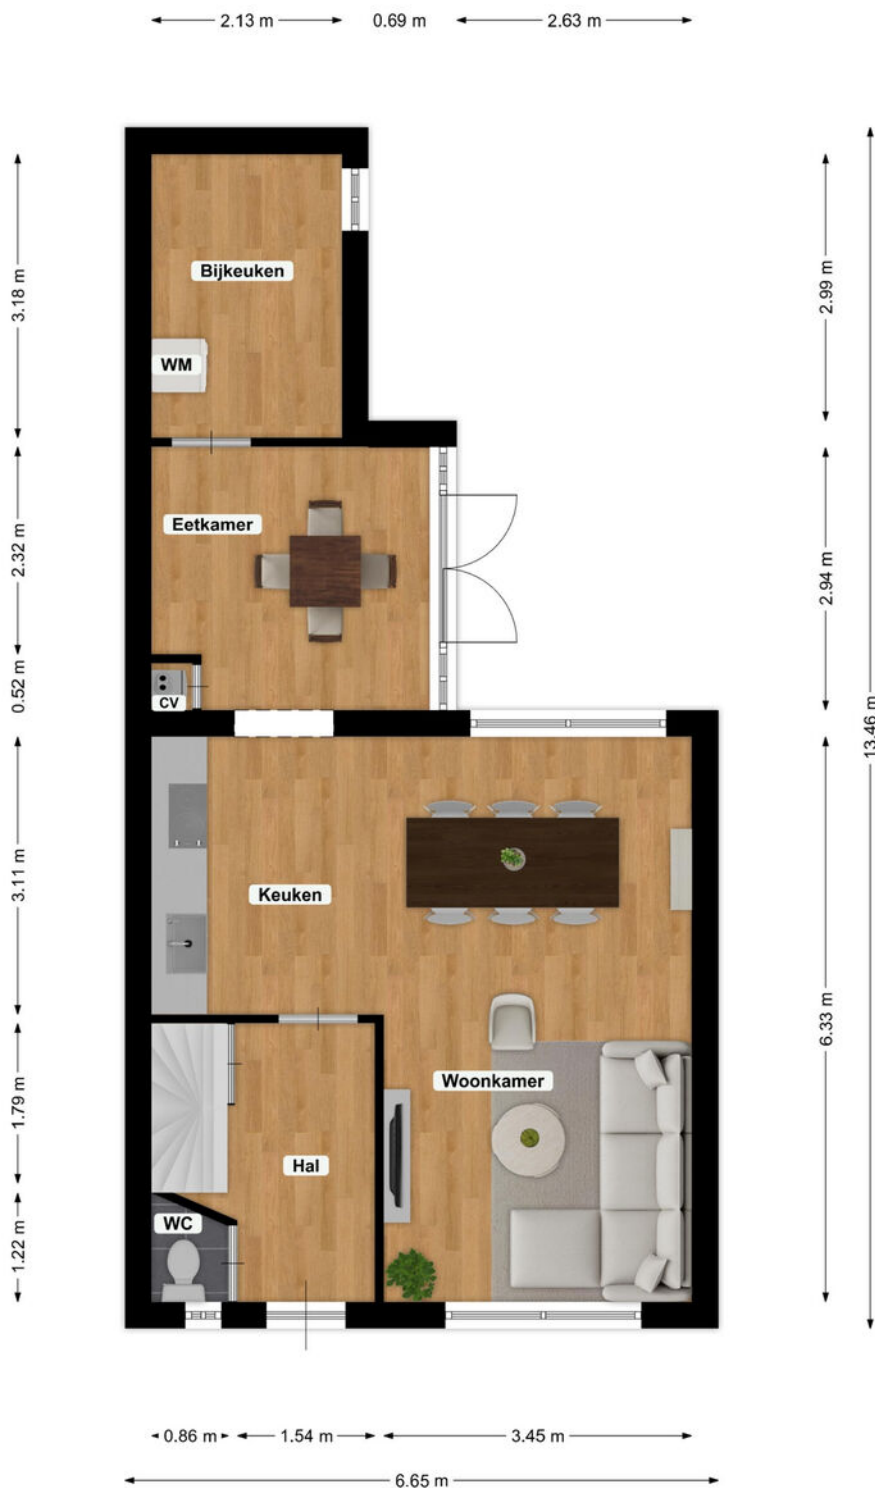 2.13 m
0.69 m
2.63 m
3.18 m
2.99 m
Bijkeuken
WM
2.32 m
2.94 m
Eetkamer
0.52 m
CV
13.46 m
3.11 m
Keuken
6.33 m
Woonkamer
1.79 m
Hal
1.22 m
WC
0.86 m
1.54 m
3.45 m
6.65 m